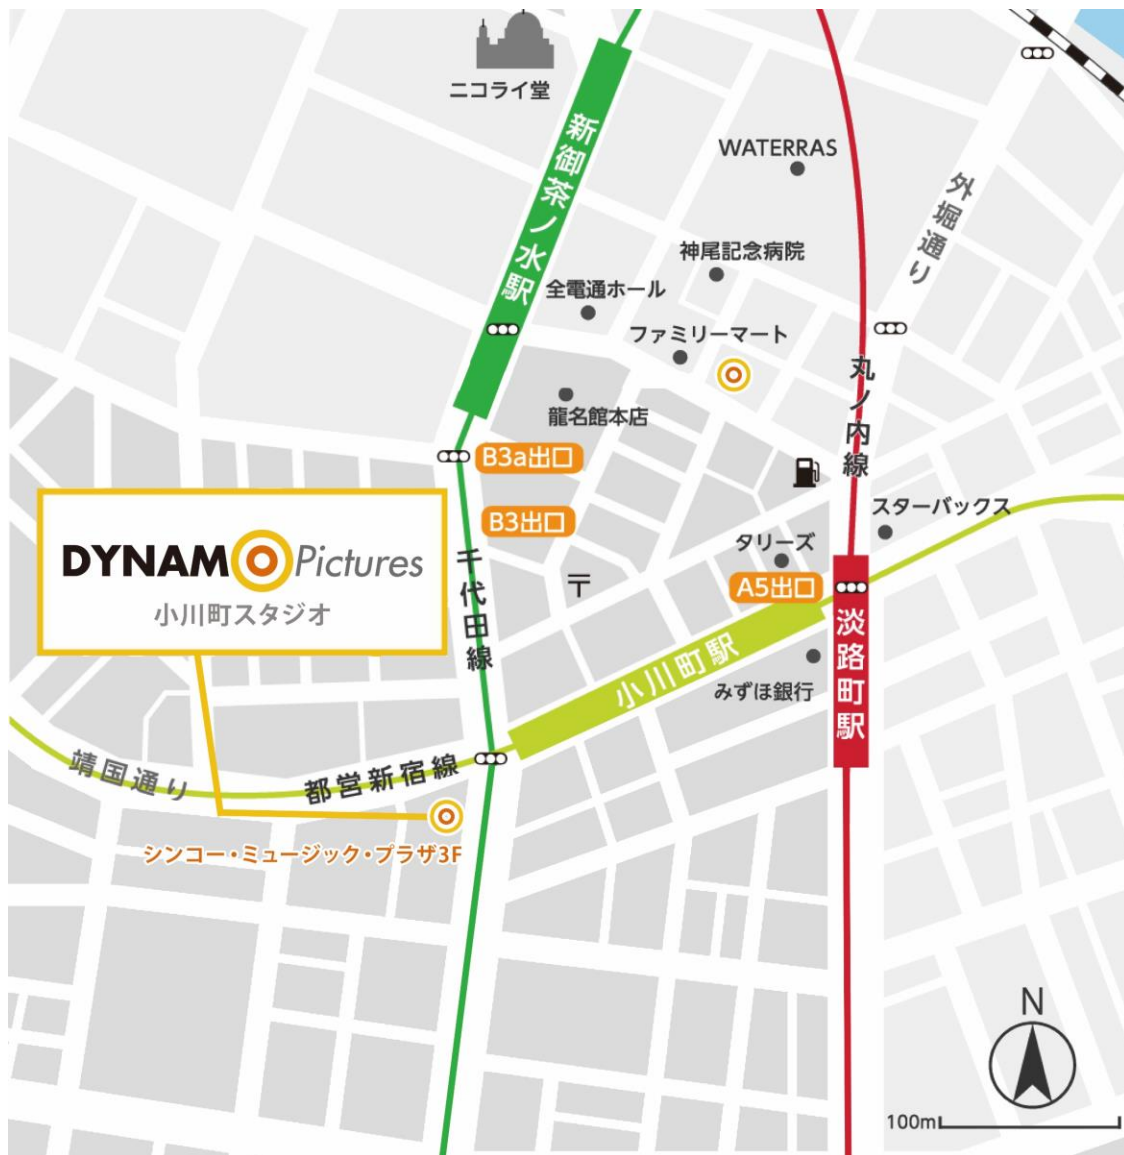 ニコライ堂
新御茶ノ水駅
WATERRAS
外堀通り
神尾記念病院
全電通ホール
ファミリーマート
丸ノ内線
龍名館本店
B3a出口
スターバックス
B3出口
DYNAMO Pictures
小川町スタジオ
タリーズ
千代田線
〒
A5出口
淡路町駅
小川町駅
みずほ銀行
靖国通り
都営新宿線
シンコー・ミュージック・プラザ3F
N
100m